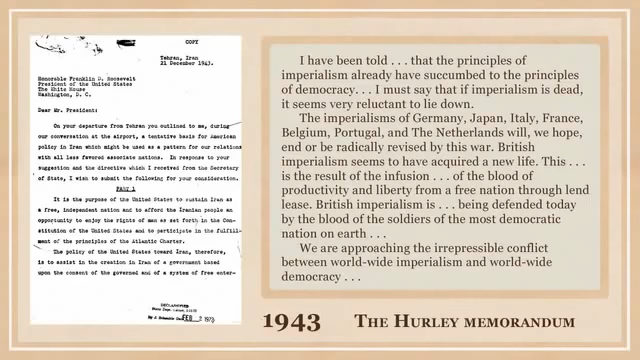 COPY
Tehran, Iran
21 December 1943.
Honorable Franklin D. Roosevelt
President of the United States
The White House
Washington, D. C.
Dear Mr. President:
On your departure from Tehran you outlined to me, during
our conversation at the airport, a tentative basis for American
policy in Iran which might be used as a pattern for our relations
with all less favored associate nations. In response to your
suggestion and the directive which I received from the Secretary
of State, I wish to submit the following for your consideration.
PART 1
It is the purpose of the United States to sustain Iran as
a free, independent nation and to afford the Iranian people an
opportunity to enjoy the rights of man as set forth in the Con-
stitution of the United States and to participate in the fulfill-
ment of the principles of the Atlantic Charter.
The policy of the United States toward Iran, therefore,
is to assist in the creation in Iran of a government based
upon the consent of the governed and of a system of free enter-
DECLASSIFIED
FEB 2 1973
I have been told . . . that the principles of
imperialism already have succumbed to the principles
of democracy. . . I must say that if imperialism is dead,
it seems very reluctant to lie down.
The imperialisms of Germany, Japan, Italy, France,
Belgium, Portugal, and The Netherlands will, we hope,
end or be radically revised by this war. British
imperialism seems to have acquired a new life. This . . .
is the result of the infusion . . . of the blood of
productivity and liberty from a free nation through lend
lease. British imperialism is . . . being defended today
by the blood of the soldiers of the most democratic
nation on earth . . .
We are approaching the irrepressible conflict
between world-wide imperialism and world-wide
democracy . . .
1943 The Hurley memorandum